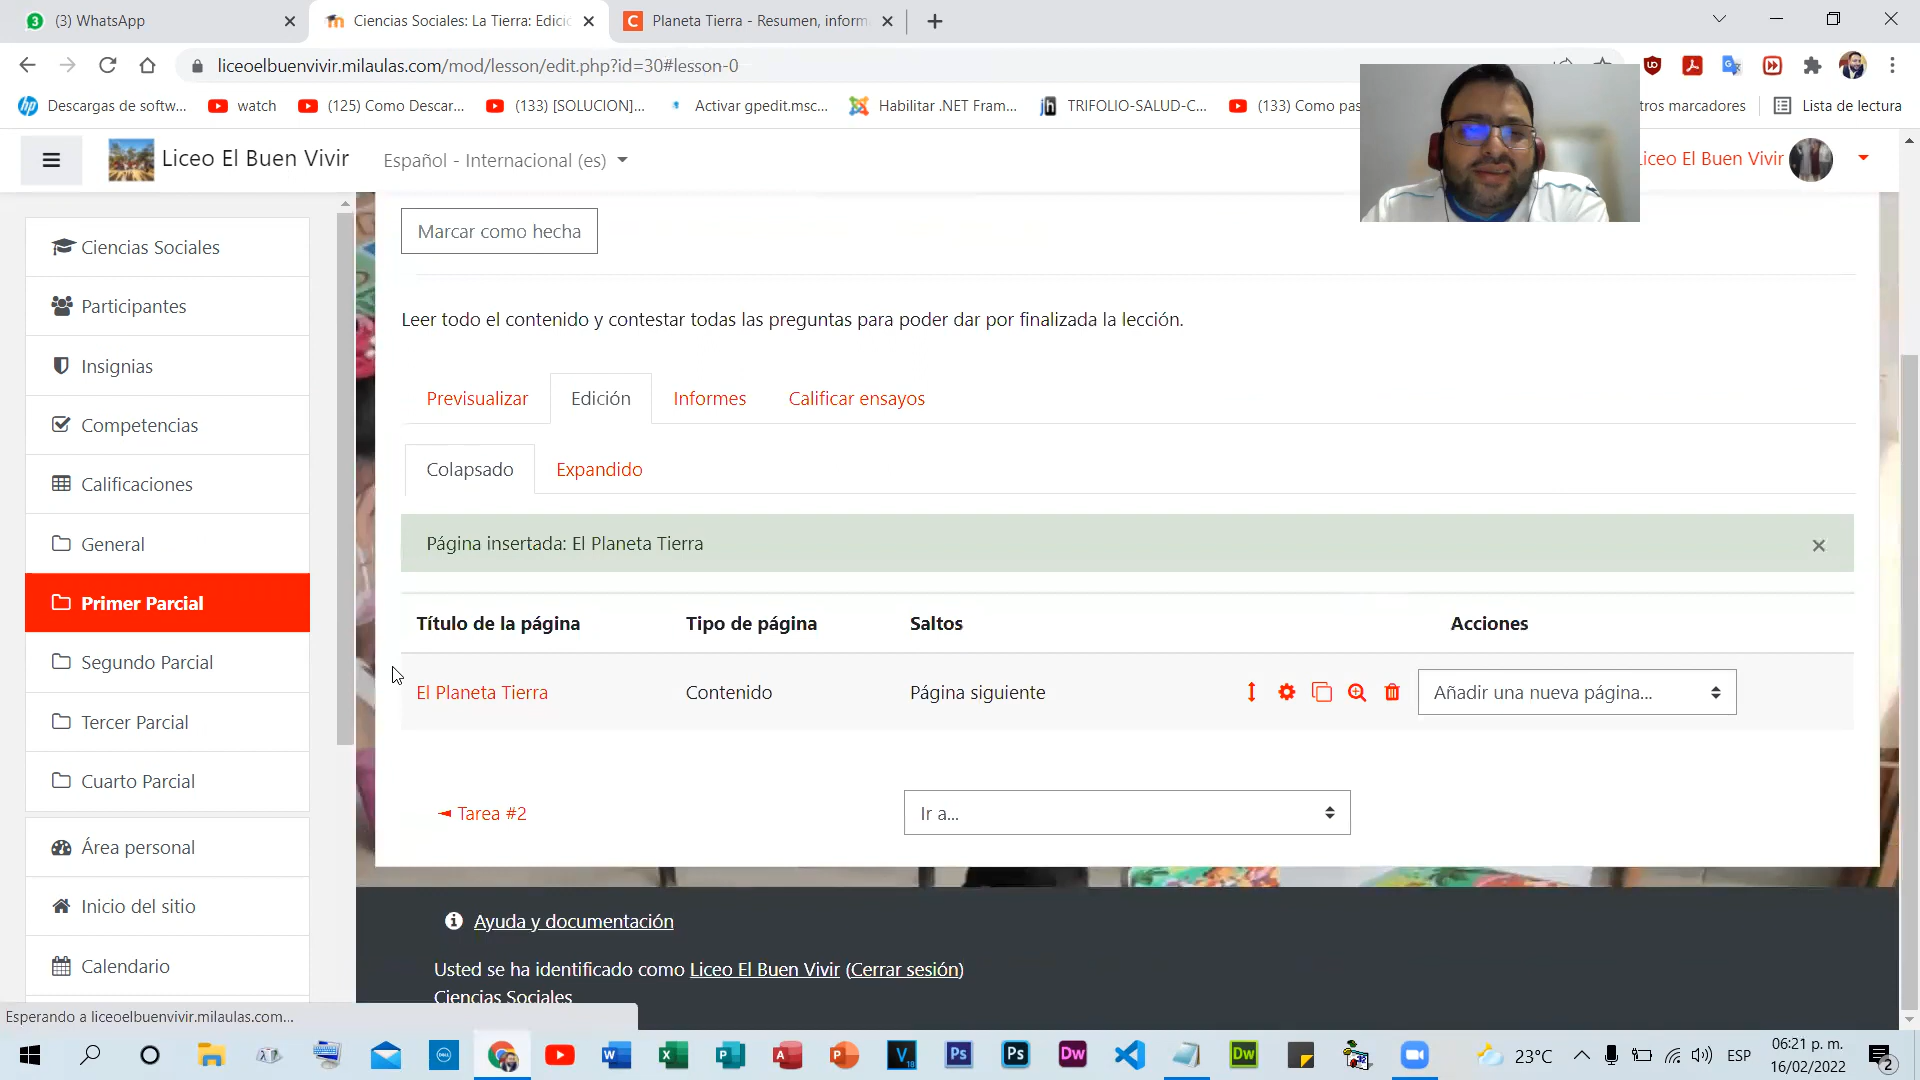 (3) WhatsApp
Ciencias Sociales: La Tierra: Edici
Planeta Tierra - Resumen, inform
liceoelbuenvivir.milaulas.com/mod/lesson/edit.php?id=30#lesson-0
Descargas de softw...
watch
(125) Como Descar...
(133) [SOLUCION]...
Activar gpedit.msc...
Habilitar .NET Fram...
TRIFOLIO-SALUD-C...
(133) Como pas
tros marcadores
Lista de lectura
Liceo El Buen Vivir
Español - Internacional (es)
Liceo El Buen Vivir
Ciencias Sociales
Participantes
Insignias
Competencias
Calificaciones
General
Primer Parcial
Segundo Parcial
Tercer Parcial
Cuarto Parcial
Área personal
Inicio del sitio
Calendario
Marcar como hecha
Leer todo el contenido y contestar todas las preguntas para poder dar por finalizada la lección.
Previsualizar
Edición
Informes
Calificar ensayos
Colapsado
Expandido
Página insertada: El Planeta Tierra
Título de la página
Tipo de página
Saltos
Acciones
El Planeta Tierra
Contenido
Página siguiente
Añadir una nueva página...
Tarea #2
Ir a...
Ayuda y documentación
Usted se ha identificado como Liceo El Buen Vivir (Cerrar sesión)
Ciencias Sociales
Esperando a liceoelbuenvivir.milaulas.com...
23°C
ESP
06:21 p. m.
16/02/2022
2